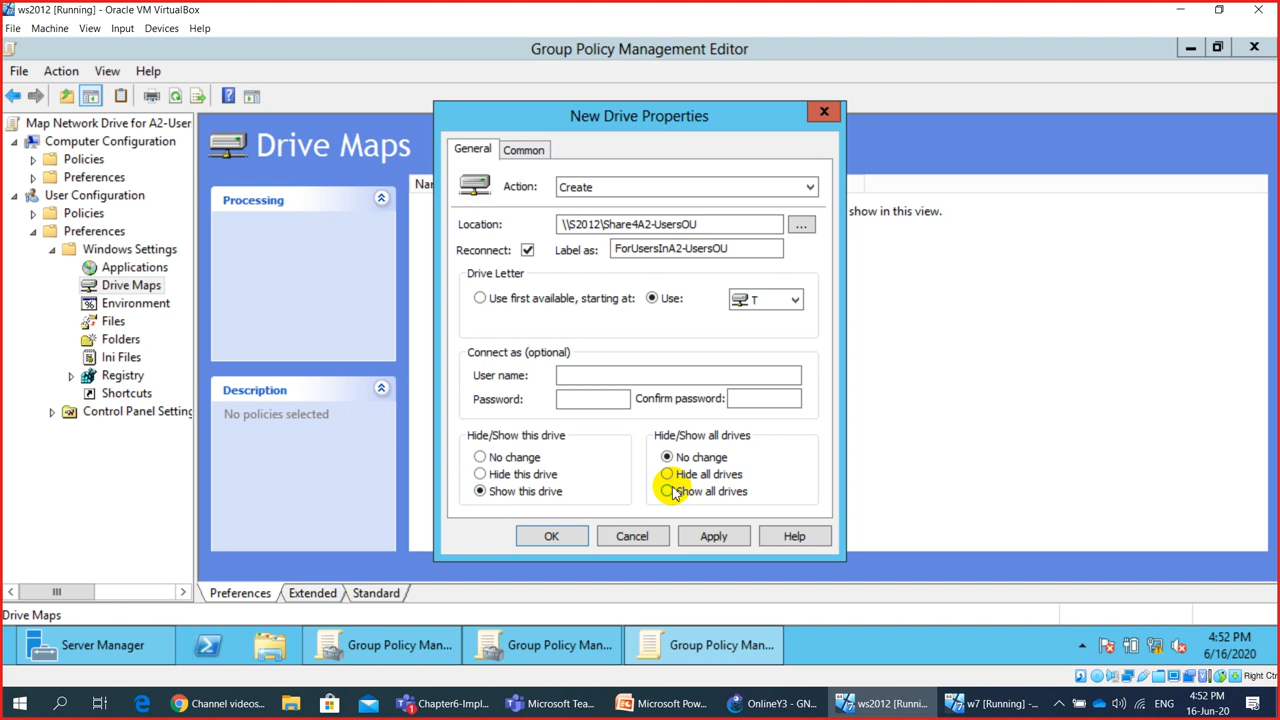 ws2012 [Running] - Oracle VM VirtualBox
File Machine View Input Devices Help
Group Policy Management Editor
File Action View Help
Map Network Drive for A2-User
Computer Configuration
Policies
Preferences
User Configuration
Policies
Preferences
Windows Settings
Applications
Drive Maps
Environment
Files
Folders
Ini Files
Registry
Shortcuts
Control Panel Setting
Drive Maps
Processing
Description
No policies selected
show in this view.
New Drive Properties
General Common
Action: Create
Location: \\S2012\Share4A2-UsersOU ...
Reconnect: Label as: ForUsersInA2-UsersOU
Drive Letter
Use first available, starting at: Use: T
Connect as (optional)
User name:
Password: Confirm password:
Hide/Show this drive
No change
Hide this drive
Show this drive
Hide/Show all drives
No change
Hide all drives
Show all drives
OK Cancel Apply Help
Preferences Extended Standard
Drive Maps
Server Manager Group Policy Man... Group Policy Man... Group Policy Man...
4:52 PM
6/16/2020
Right Ctr
Channel videos... Chapter6-Impl... Microsoft Tea... Microsoft Pow... OnlineY3 - GN... ws2012 [Runni... w7 [Running] -...
ENG
4:52 PM
16-Jun-20